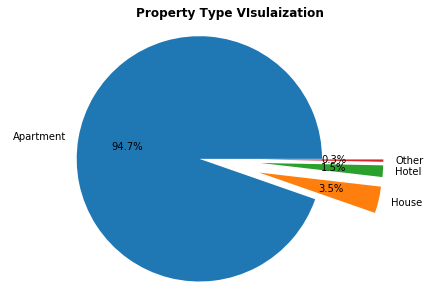 Property Type VIsulaization
Apartment
94.7%
0.3%
Other
1.5%
Hotel
3.5%
House